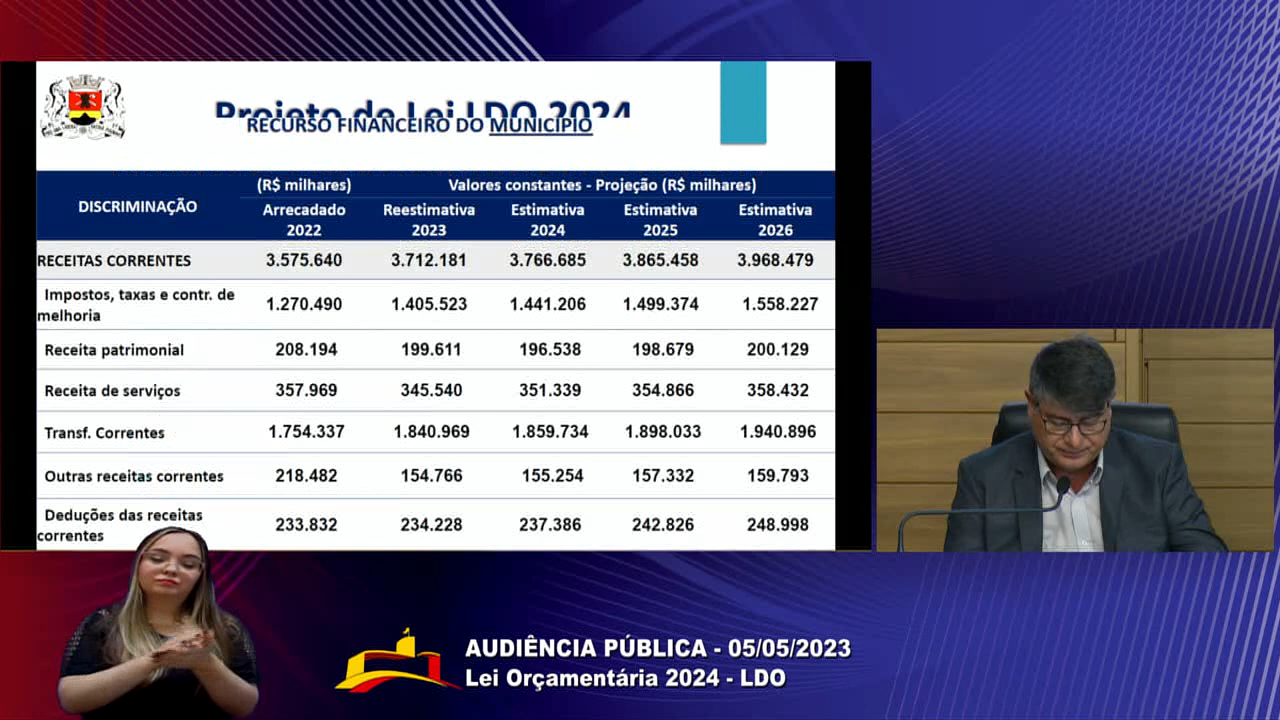 Projeto de Lei LDO 2024
RECURSO FINANCEIRO DO MUNICÍPIO
DISCRIMINAÇÃO
(R$ milhares)
Valores constantes - Projeção (R$ milhares)
Arrecadado 2022
Reestimativa 2023
Estimativa 2024
Estimativa 2025
Estimativa 2026
RECEITAS CORRENTES 3.575.640 3.712.181 3.766.685 3.865.458 3.968.479
Impostos, taxas e contr. de
melhoria 1.270.490 1.405.523 1.441.206 1.499.374 1.558.227
Receita patrimonial 208.194 199.611 196.538 198.679 200.129
Receita de serviços 357.969 345.540 351.339 354.866 358.432
Transf. Correntes 1.754.337 1.840.969 1.859.734 1.898.033 1.940.896
Outras receitas correntes 218.482 154.766 155.254 157.332 159.793
Deduções das receitas
correntes 233.832 234.228 237.386 242.826 248.998
AUDIÊNCIA PÚBLICA - 05/05/2023
Lei Orçamentária 2024 - LDO